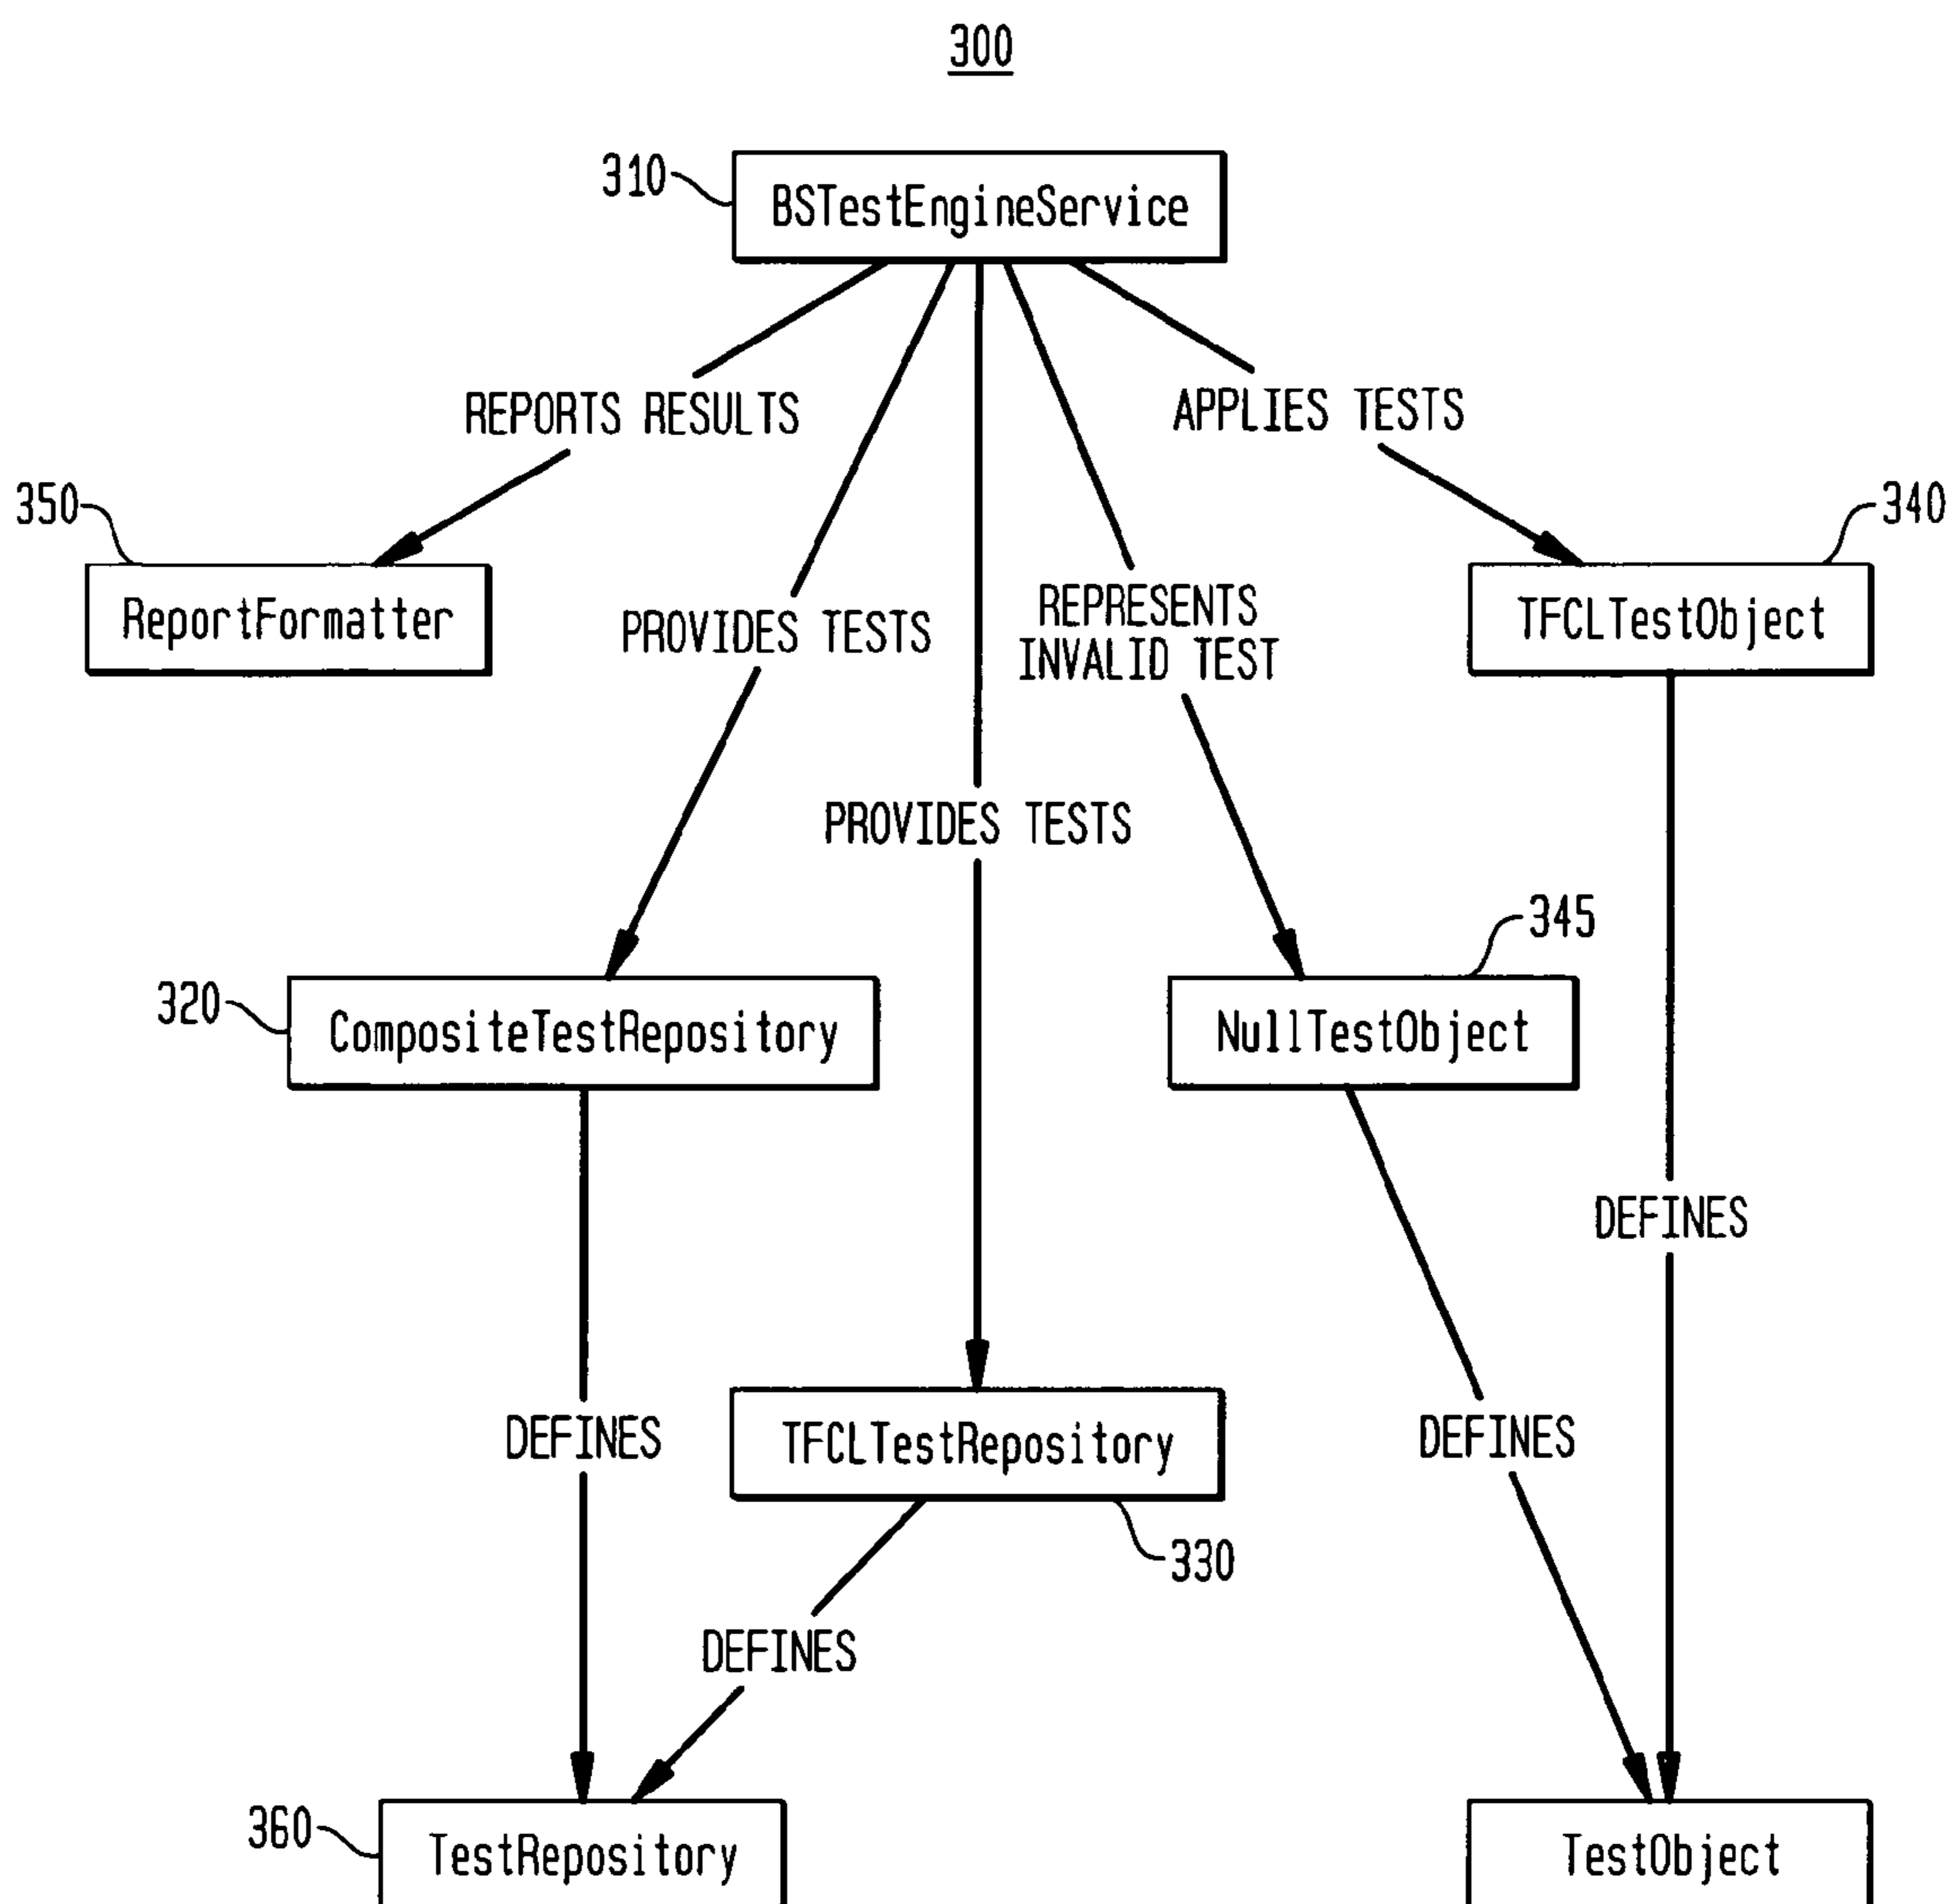 300
310
BSTestEngineService
REPORTS RESULTS
APPLIES TESTS
350
340
ReportFormatter
PROVIDES TESTS
REPRESENTS
INVALID TEST
TFCLTestObject
PROVIDES TESTS
345
320
CompositeTestRepository
NullTestObject
DEFINES
DEFINES
TFCLTestRepository
DEFINES
330
DEFINES
360
TestRepository
TestObject